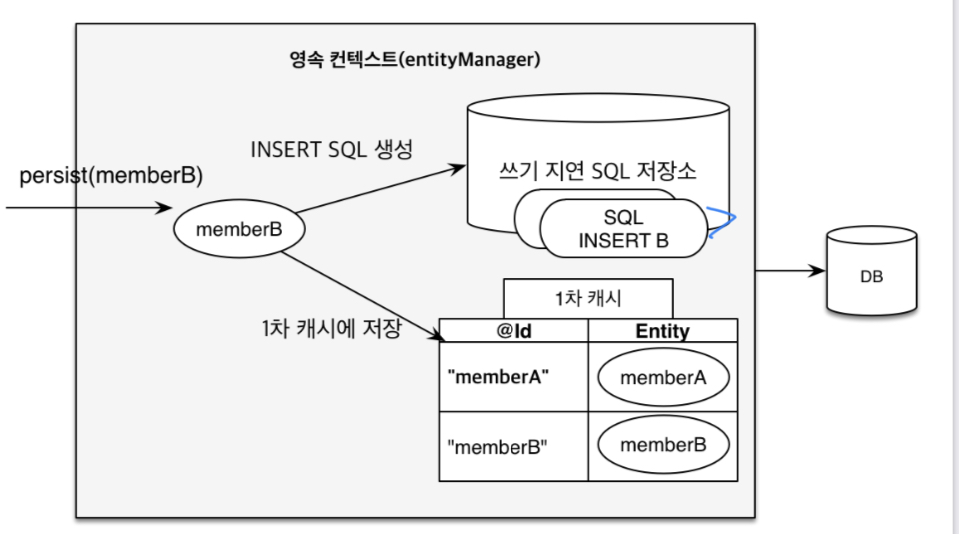 영속 컨텍스트(entityManager)
INSERT SQL 생성
persist(memberB)
쓰기 지연 SQL 저장소
memberB
SQL
INSERT B
DB
1차 캐시
1차 캐시에 저장
@Id
Entity
"memberA"
memberA
"memberB"
memberB